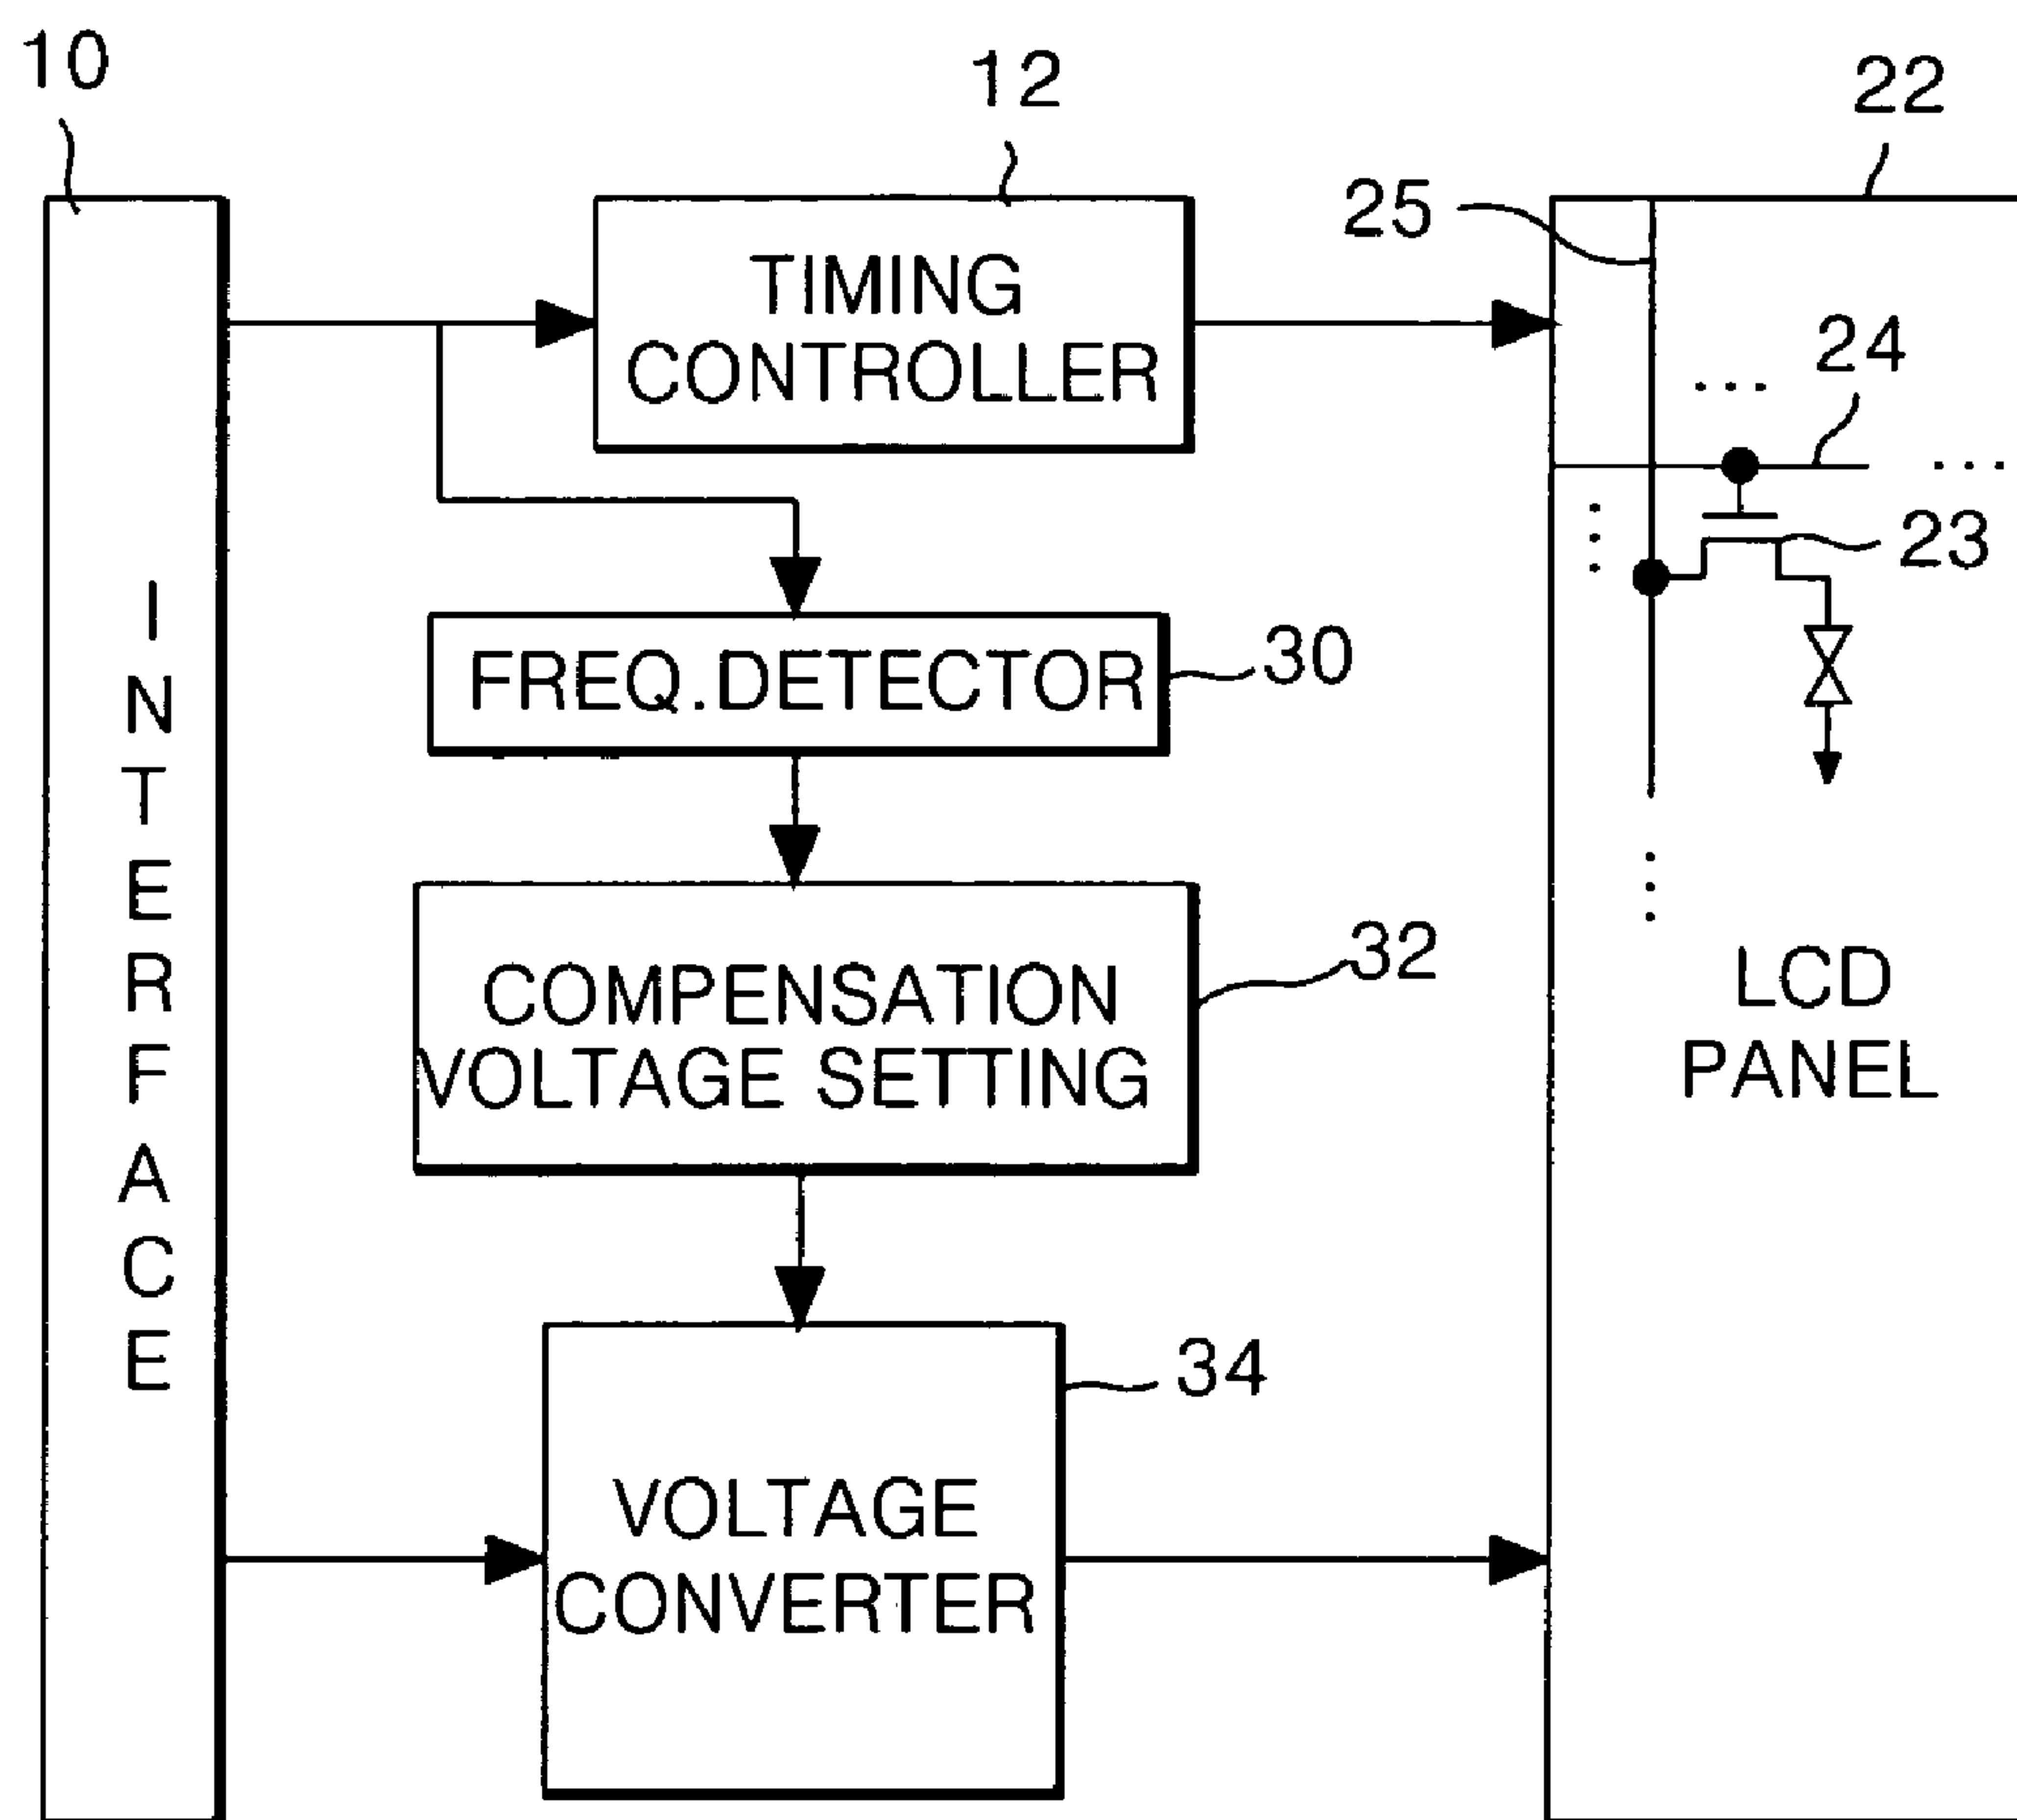 10
12
22
25
TIMING
CONTROLLER
24
23
INTERFACE
FREQ.DETECTOR
30
COMPENSATION
VOLTAGE SETTING
32
LCD
PANEL
34
VOLTAGE
CONVERTER